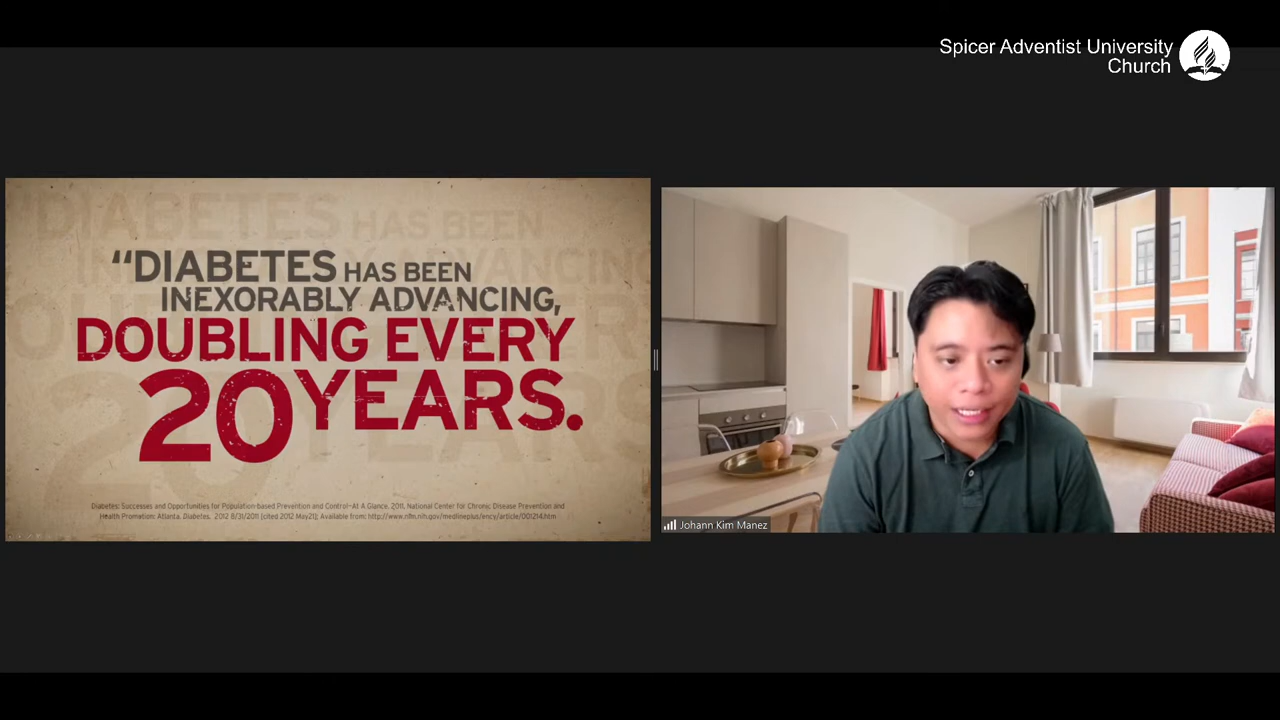 Spicer Adventist University
Church
“DIABETES HAS BEEN
INEXORABLY ADVANCING,
DOUBLING EVERY
20 YEARS.
Diabetes: Successes and Opportunities for Population-based Prevention and Control-At A Glance, 2011, National Center for Chronic Disease Prevention and
Health Promotion: Atlanta. Diabetes. 2012 8/31/2011 [cited 2012 May21]; Available from: http://www.nlm.nih.gov/medlineplus/ency/article/001214.htm
Johann Kim Manez